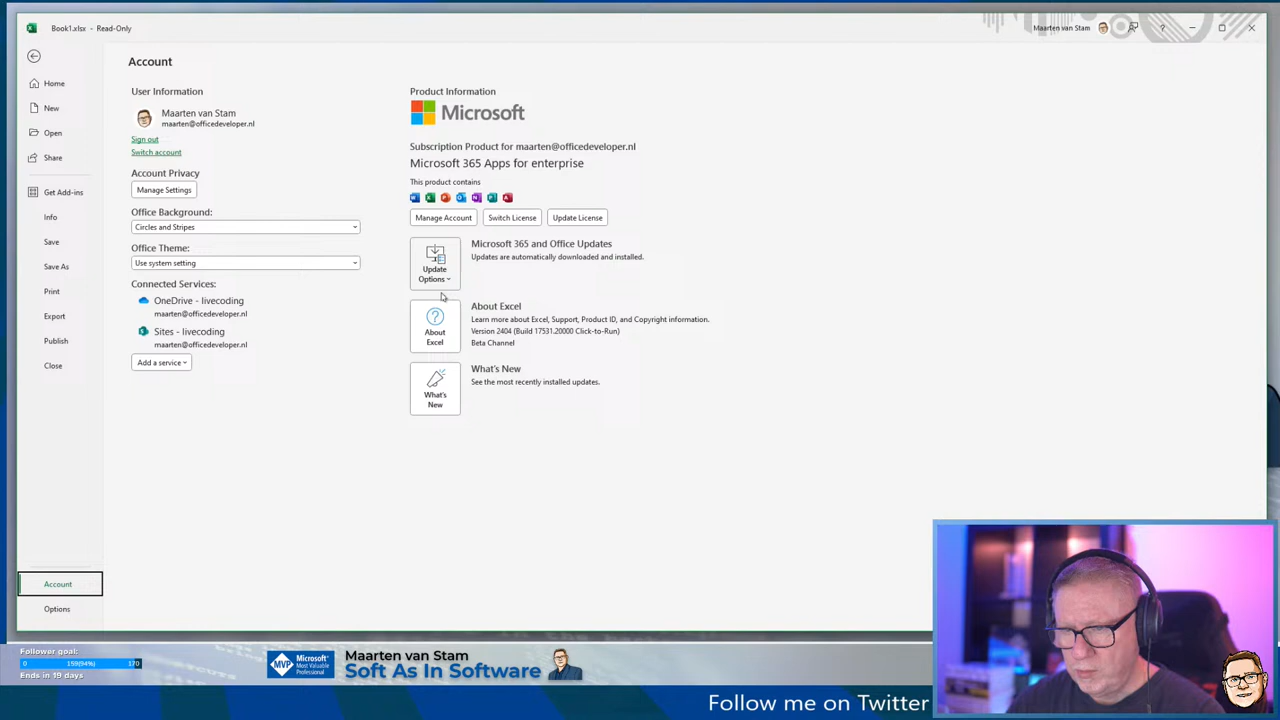 Book1.xlsx - Read-Only
Maarten van Stam
?
Account
Home
New
Open
Share
Get Add-ins
Info
Save
Save As
Print
Export
Publish
Close
Account
Options
User Information
Maarten van Stam
maarten@officedeveloper.nl
Sign out
Switch account
Account Privacy
Manage Settings
Office Background:
Circles and Stripes
Office Theme:
Use system setting
Connected Services:
OneDrive - livecoding
maarten@officedeveloper.nl
Sites - livecoding
maarten@officedeveloper.nl
Add a service
Product Information
Microsoft
Subscription Product for maarten@officedeveloper.nl
Microsoft 365 Apps for enterprise
This product contains
Manage Account
Switch License
Update License
Update
Options
Microsoft 365 and Office Updates
Updates are automatically downloaded and installed.
?
About
Excel
About Excel
Learn more about Excel, Support, Product ID, and Copyright information.
Version 2404 (Build 17531.20000 Click-to-Run)
Beta Channel
What's
New
What's New
See the most recently installed updates.
Follower goal:
0 159(94%) 170
Ends in 19 days
MVP
Microsoft
Most Valuable
Professional
Maarten van Stam
Soft As In Software
Follow me on Twitter